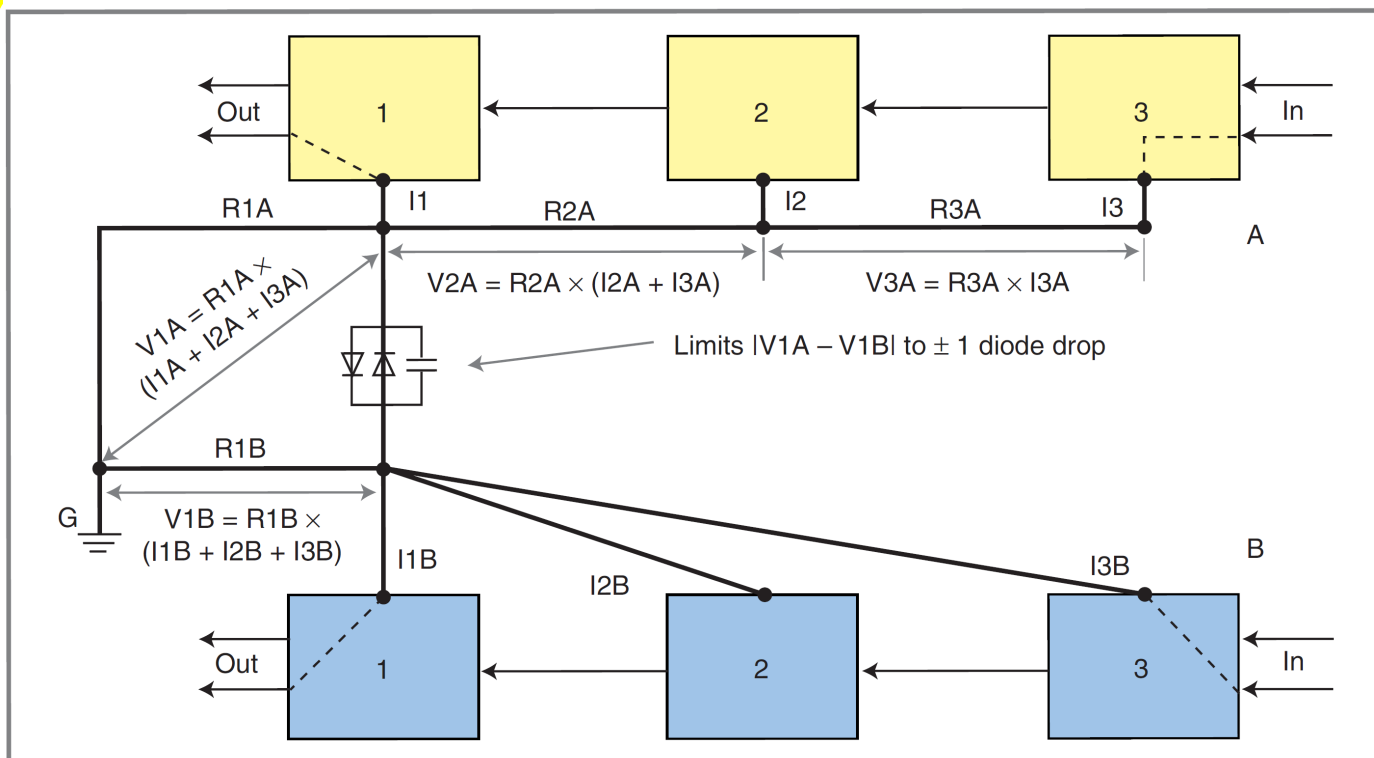 1
2
3
Out
In
R1A
I1
R2A
I2
R3A
I3
A
V1A = R1A ×
(I1A + I2A + I3A)
V2A = R2A × (I2A + I3A)
V3A = R3A × I3A
Limits |V1A – V1B| to ± 1 diode drop
R1B
G
V1B = R1B ×
(I1B + I2B + I3B)
I1B
I2B
I3B
B
Out
1
2
3
In